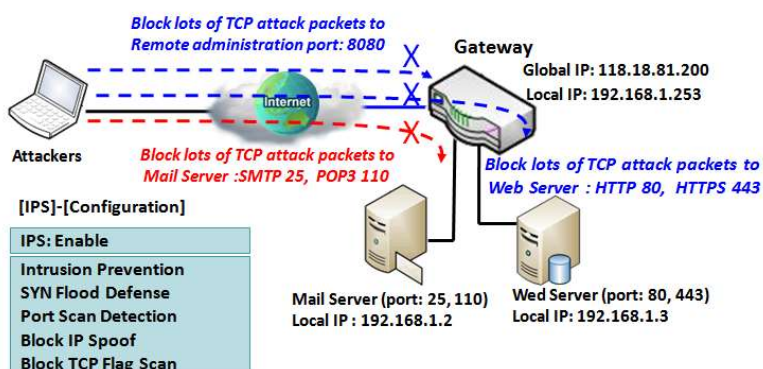 Block lots of TCP attack packets to
Remote administration port: 8080
Gateway
Global IP: 118.18.81.200
Local IP: 192.168.1.253
Internet
Attackers
Block lots of TCP attack packets to
Mail Server :SMTP 25, POP3 110
Block lots of TCP attack packets to
Web Server : HTTP 80, HTTPS 443
[IPS]-[Configuration]
IPS: Enable
Intrusion Prevention
SYN Flood Defense
Port Scan Detection
Block IP Spoof
Block TCP Flag Scan
Mail Server (port: 25, 110)
Local IP : 192.168.1.2
Wed Server (port: 80, 443)
Local IP: 192.168.1.3